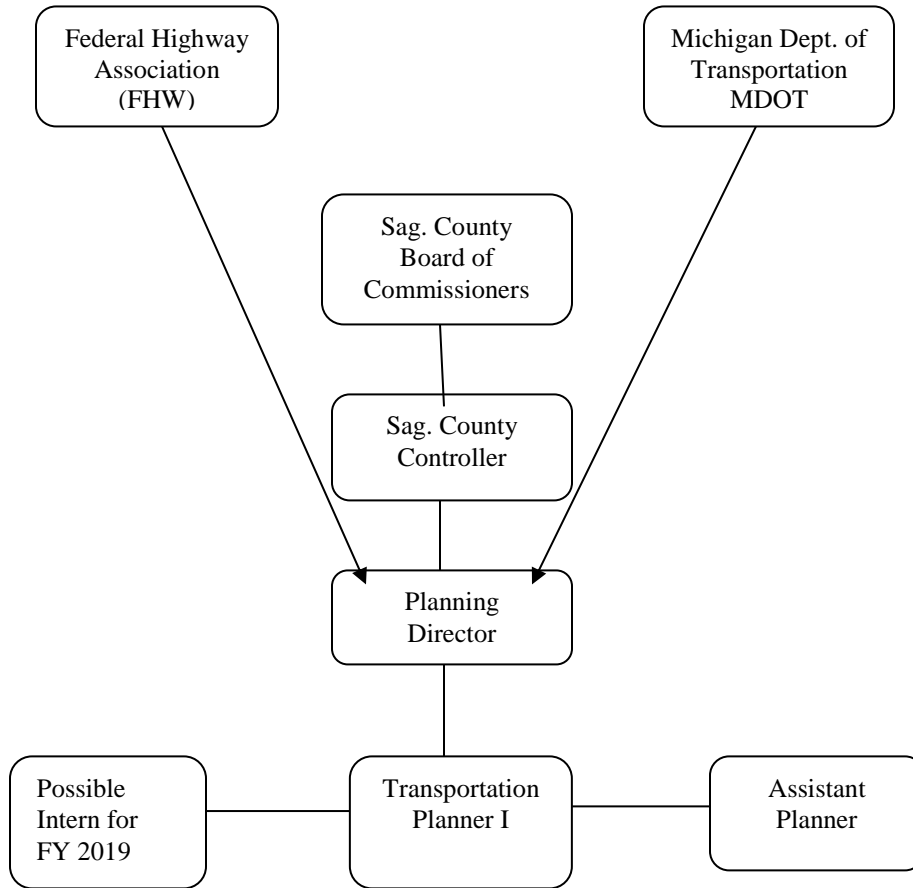 Federal Highway
Association
(FHW)
Michigan Dept. of
Transportation
MDOT
Sag. County
Board of
Commissioners
Sag. County
Controller
Planning
Director
Possible
Intern for
FY 2019
Transportation
Planner I
Assistant
Planner